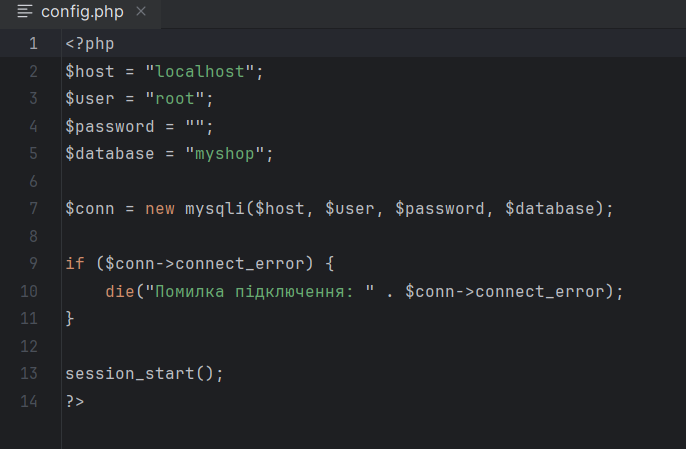 config.php ×
1 <?php
2 $host = "localhost";
3 $user = "root";
4 $password = "";
5 $database = "myshop";
6
7 $conn = new mysqli($host, $user, $password, $database);
8
9 if ($conn->connect_error) {
10     die("Помилка підключення: " . $conn->connect_error);
11 }
12
13 session_start();
14 ?>